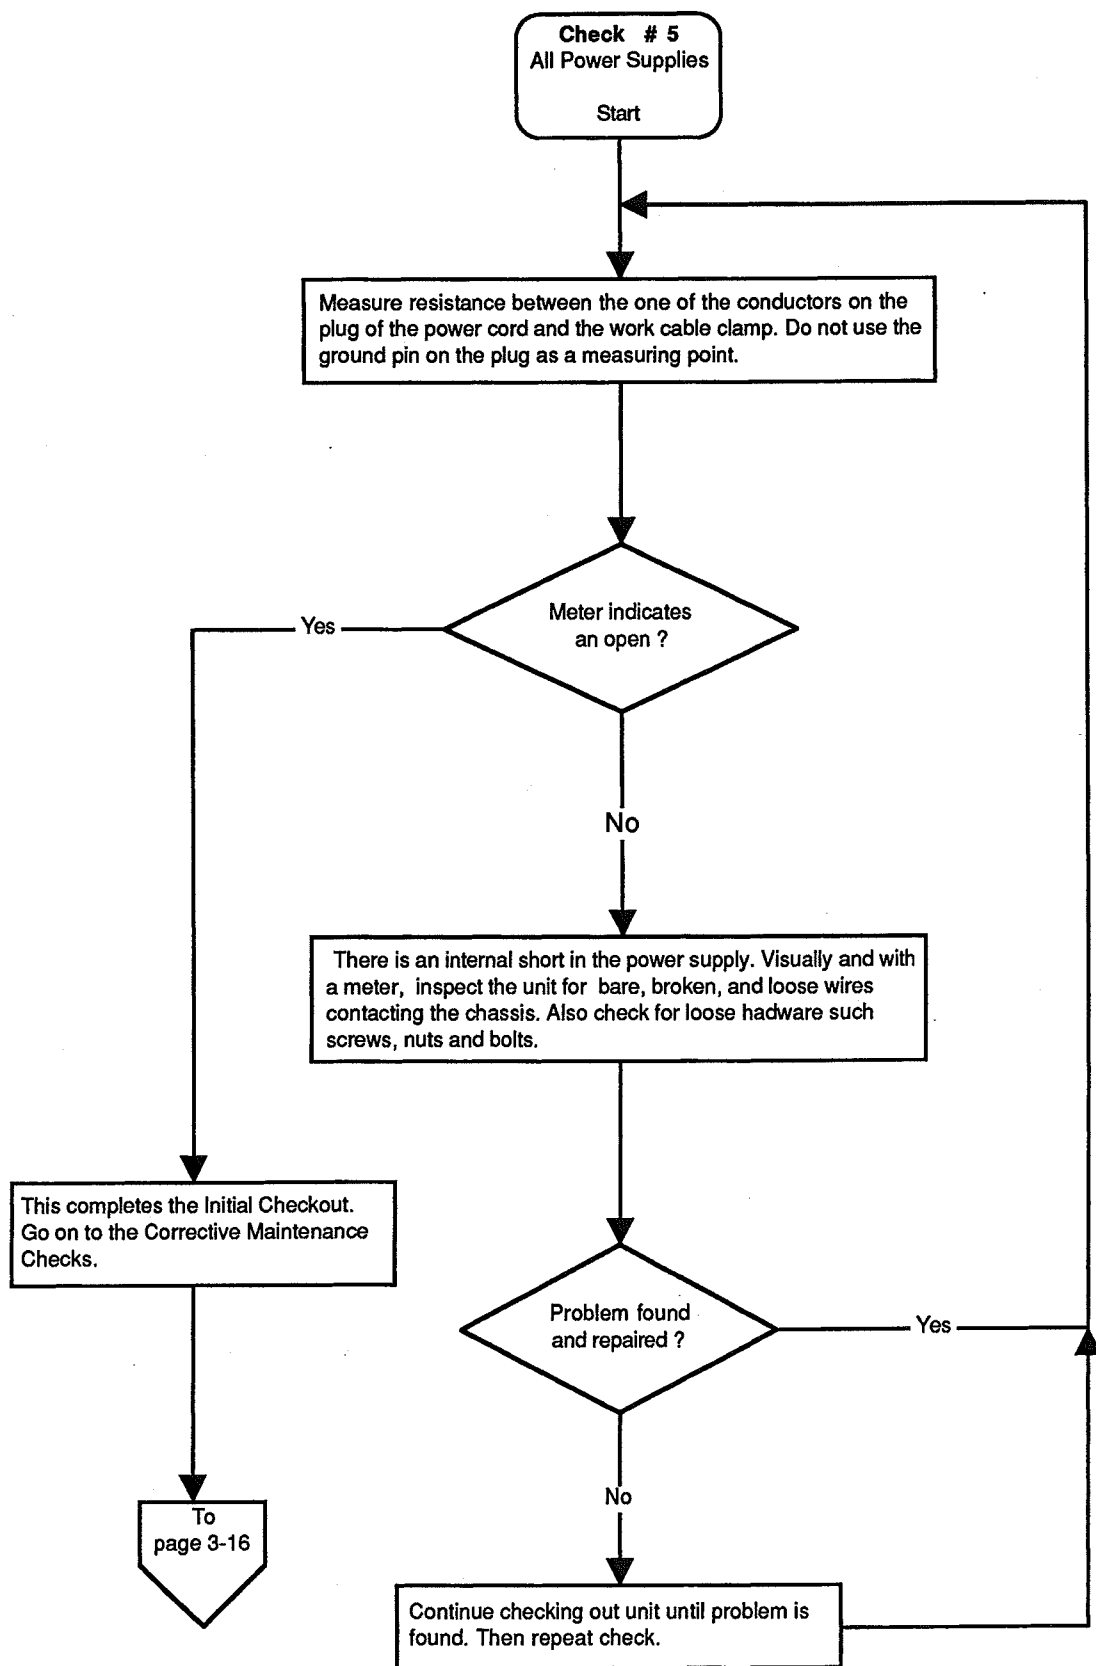 Check # 5
All Power Supplies
Start
Measure resistance between the one of the conductors on the
plug of the power cord and the work cable clamp. Do not use the
ground pin on the plug as a measuring point.
Meter indicates
an open ?
Yes
No
There is an internal short in the power supply. Visually and with
a meter, inspect the unit for bare, broken, and loose wires
contacting the chassis. Also check for loose hadware such
screws, nuts and bolts.
This completes the Initial Checkout.
Go on to the Corrective Maintenance
Checks.
Problem found
and repaired ?
Yes
No
To
page 3-16
Continue checking out unit until problem is
found. Then repeat check.